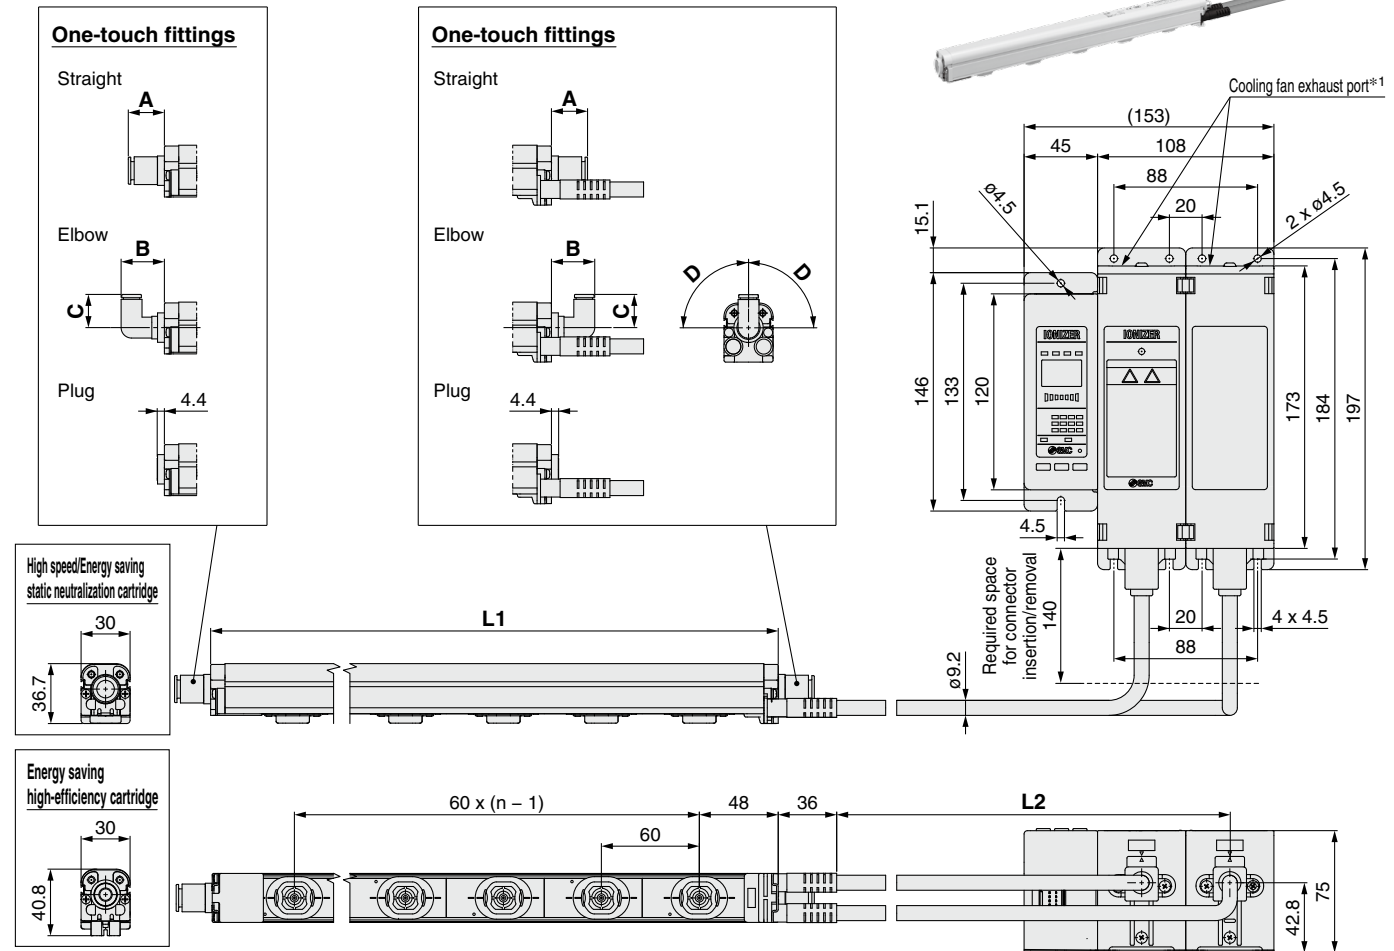 One-touch fittings
Straight
A
Elbow
B
C
Plug
4.4
One-touch fittings
Straight
A
Elbow
B
C
D
D
Plug
4.4
Cooling fan exhaust port*1
(153)
45
108
88
20
ø4.5
2 x ø4.5
15.1
146
133
120
173
184
197
IONIZER
IONIZER
SMC
SMC
4.5
Required space
for connector
insertion/removal
140
20
4 x 4.5
88
High speed/Energy saving
static neutralization cartridge
30
36.7
L1
ø9.2
Energy saving
high-efficiency cartridge
30
40.8
60 x (n − 1)
48
36
L2
60
42.8
75